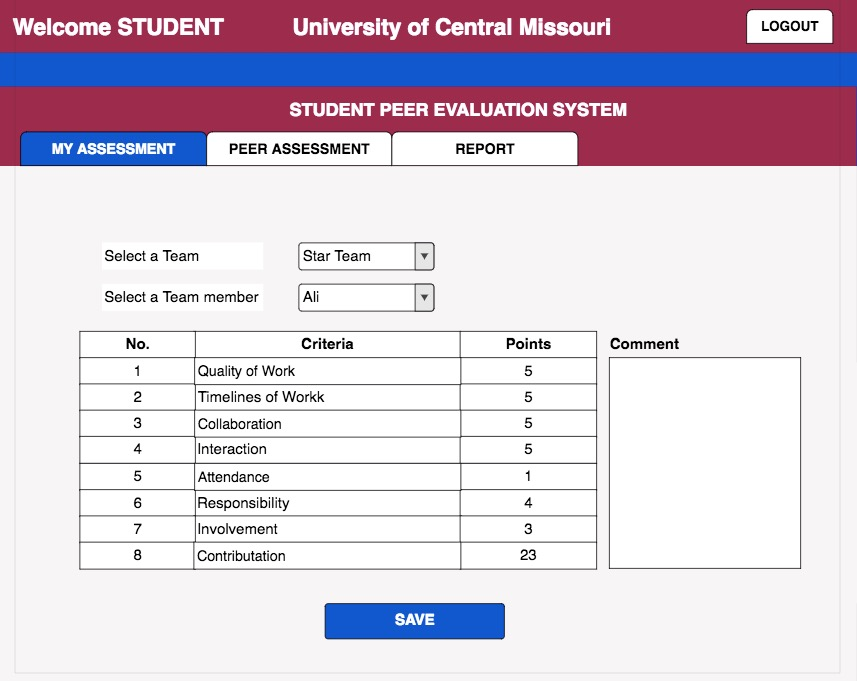 Welcome STUDENT University of Central Missouri LOGOUT
STUDENT PEER EVALUATION SYSTEM
MY ASSESSMENT PEER ASSESSMENT REPORT
Select a Team Star Team
Select a Team member Ali
No. Criteria Points Comment
1 Quality of Work 5
2 Timelines of Workk 5
3 Collaboration 5
4 Interaction 5
5 Attendance 1
6 Responsibility 4
7 Involvement 3
8 Contributation 23
SAVE